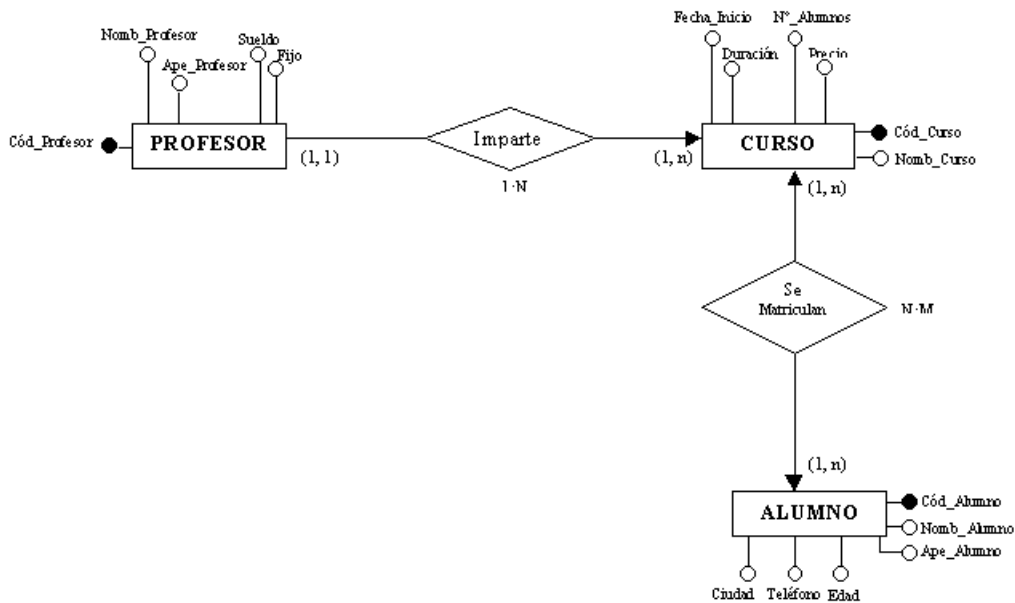 Fecha_Inicio
Nº_Alumnos
Nomb_Profesor
Sueldo
Fijo
Ape_Profesor
Duración
Precio
Cód_Profesor
PROFESOR
(1, 1)
Imparte
1:N
(1, n)
CURSO
Cód_Curso
Nomb_Curso
(1, n)
Se
Matriculan
N:M
(1, n)
ALUMNO
Cód_Alumno
Nomb_Alumno
Ape_Alumno
Ciudad
Teléfono
Edad